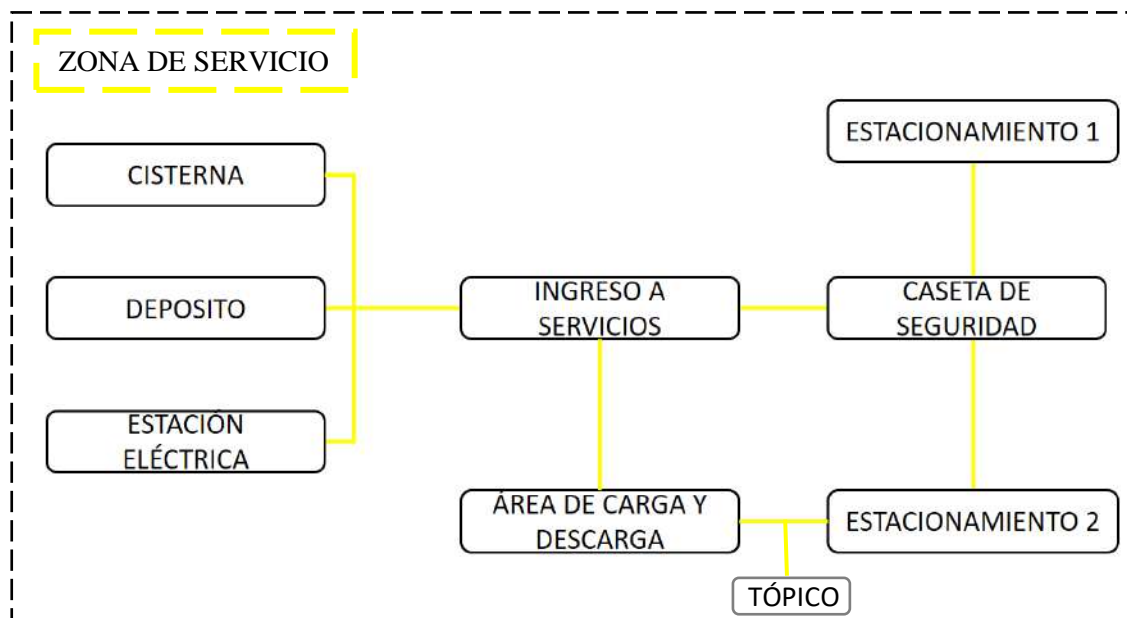 ZONA DE SERVICIO
ESTACIONAMIENTO 1
CISTERNA
DEPOSITO
INGRESO A
SERVICIOS
CASETA DE
SEGURIDAD
ESTACIÓN
ELÉCTRICA
ÁREA DE CARGA Y
DESCARGA
ESTACIONAMIENTO 2
TÓPICO